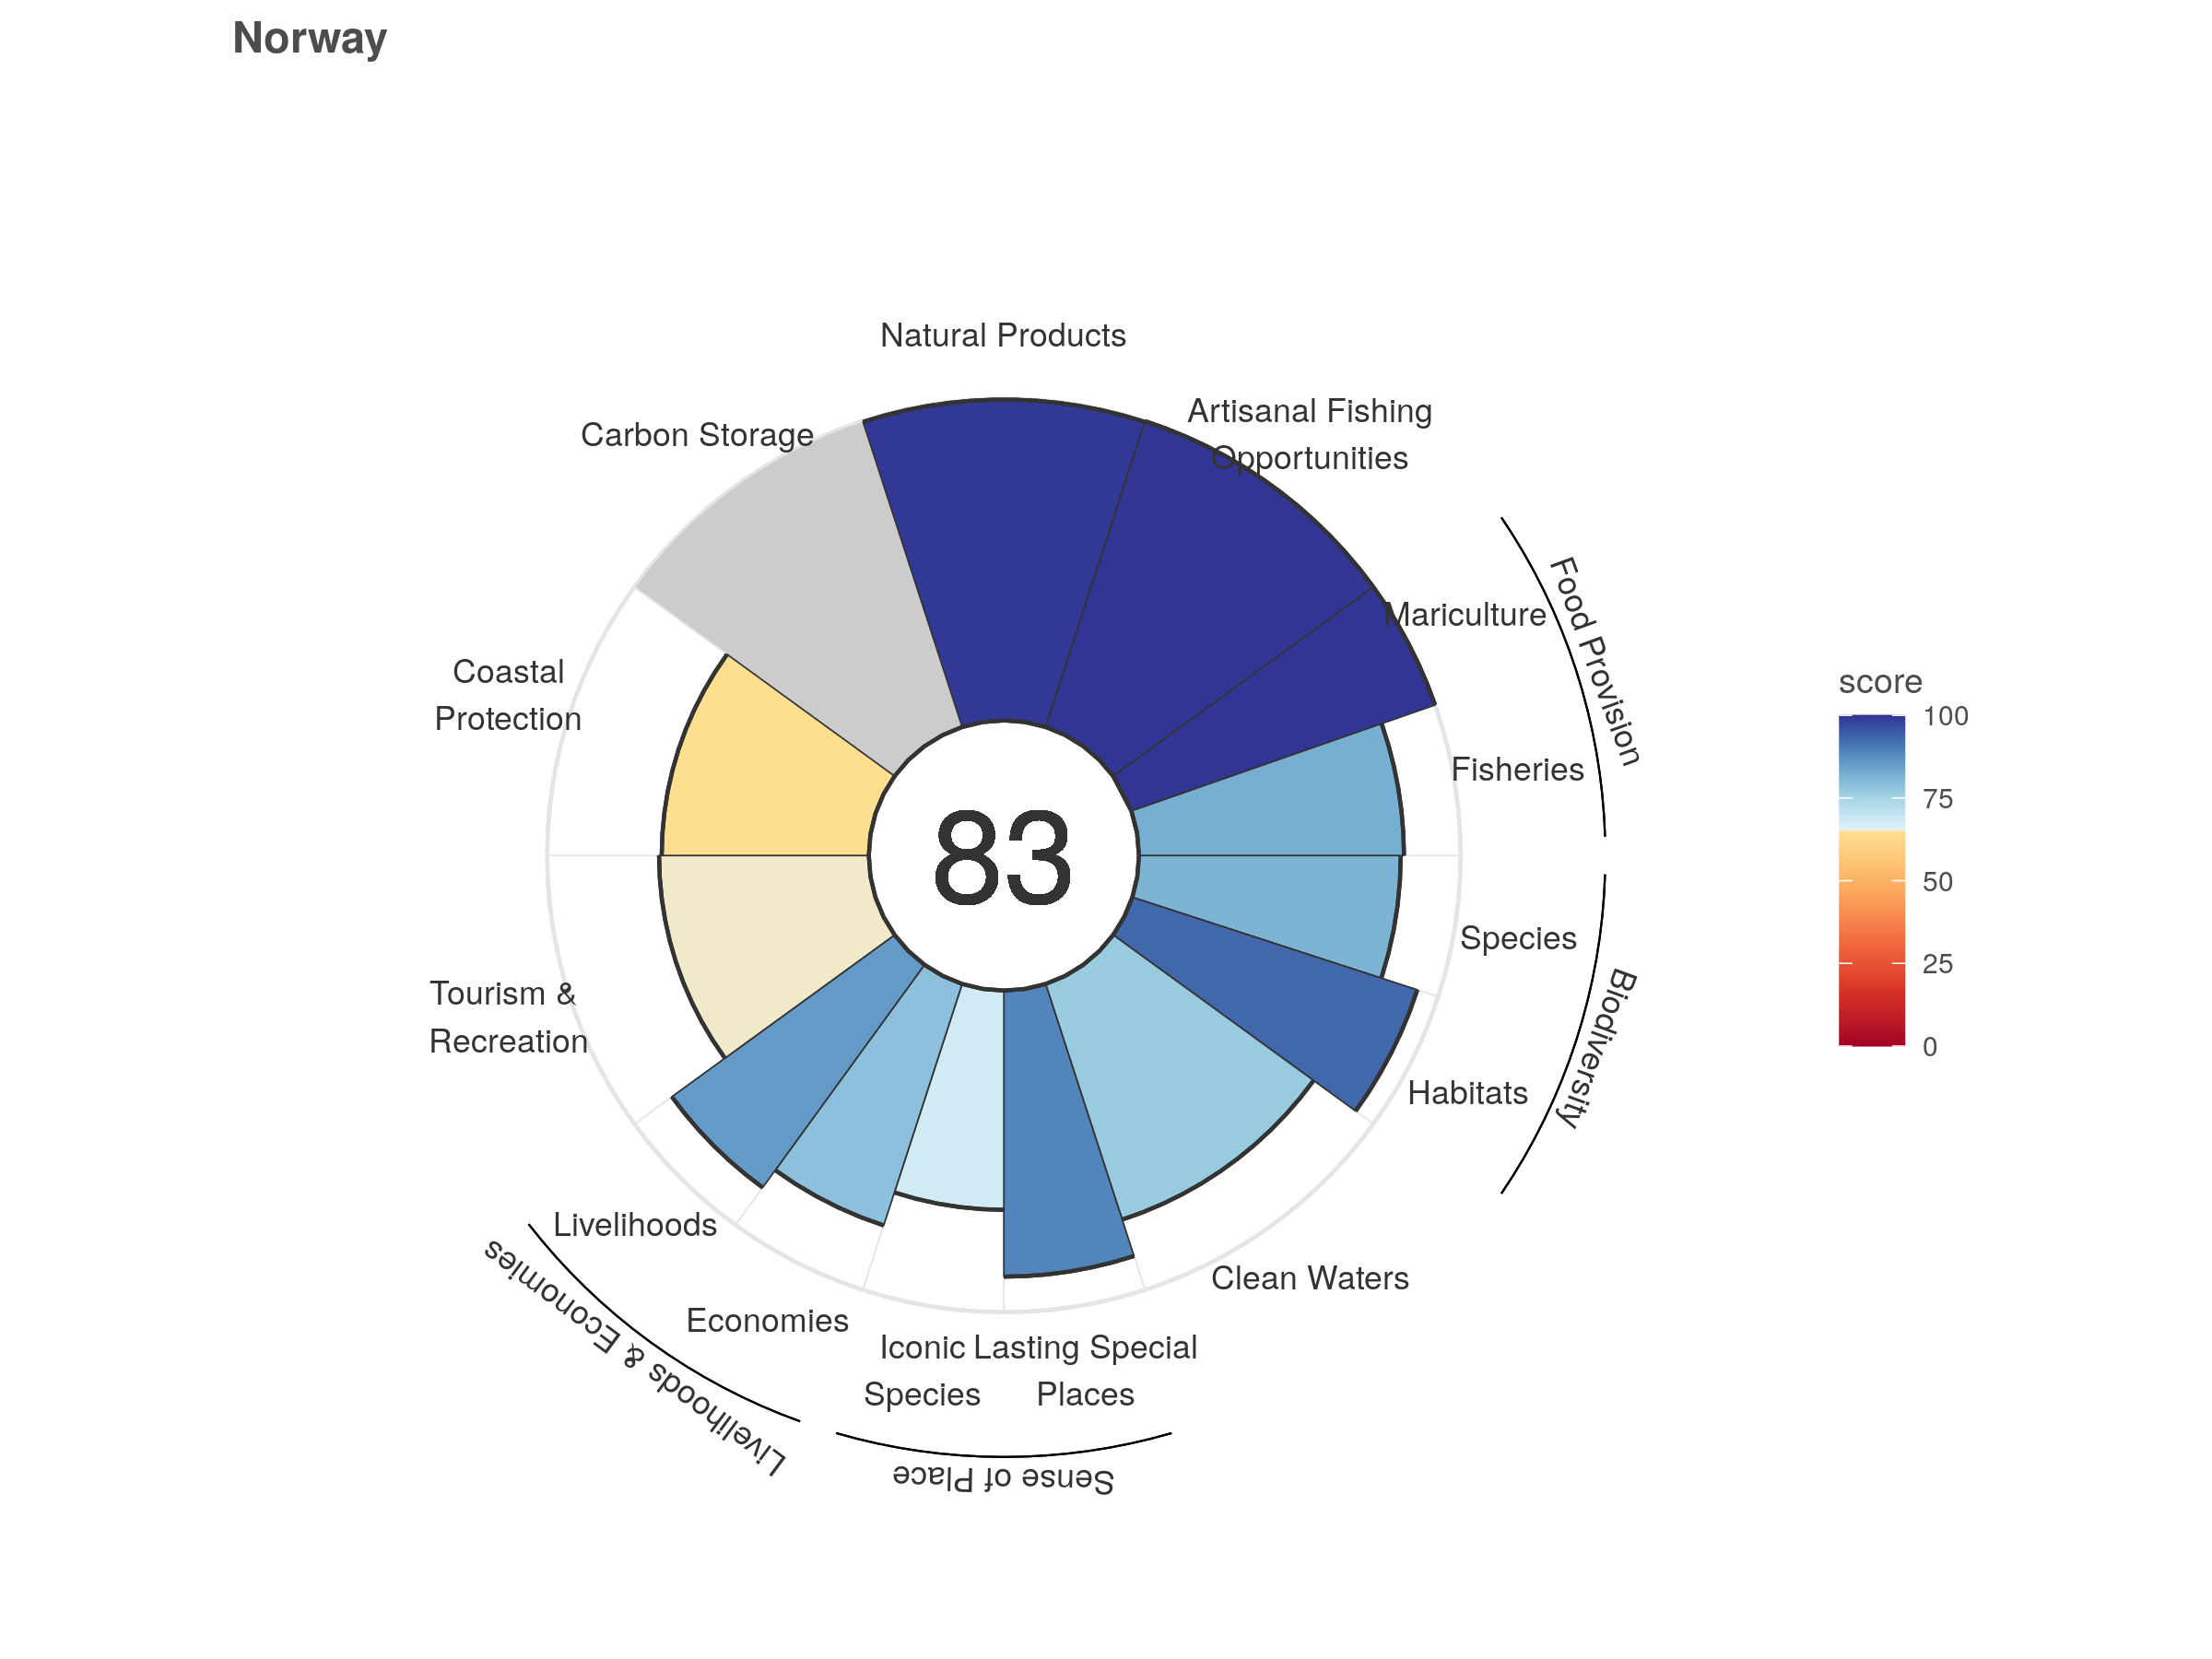 Norway
Natural Products
Artisanal Fishing
Opportunities
Carbon Storage
Mariculture
Food Provision
Coastal
Protection
Fisheries
83
Species
Biodiversity
Tourism &
Recreation
Habitats
Livelihoods
Clean Waters
Economies
Iconic
Species
Lasting Special
Places
Livelihoods & Economies
Sense of Place
score
100
75
50
25
0